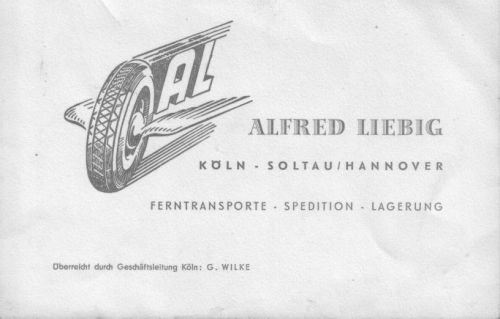 AL
ALFRED LIEBIG
KÖLN - SOLTAU/HANNOVER
FERNTRANSPORTE - SPEDITION - LAGERUNG
Überreicht durch Geschäftsleitung Köln: G. WILKE